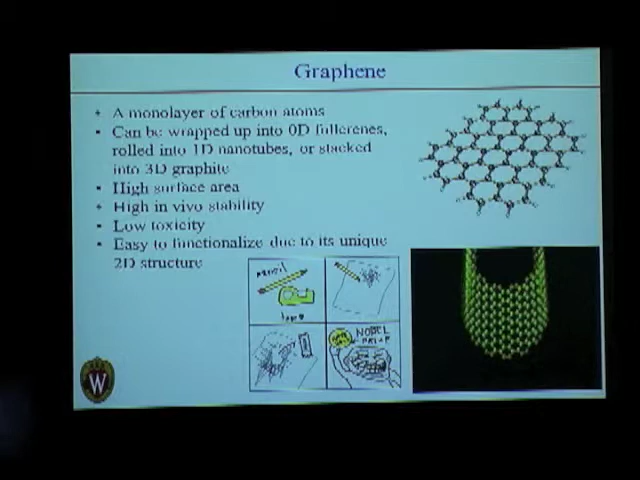 Graphene
A monolayer of carbon atoms
Can be wrapped up into 0D fullerenes,
rolled into 1D nanotubes, or stacked
into 3D graphite
High surface area
High in vivo stability
Low toxicity
Easy to functionalize due to its unique
2D structure
pencil
tape
NOBEL
PRIZE
W